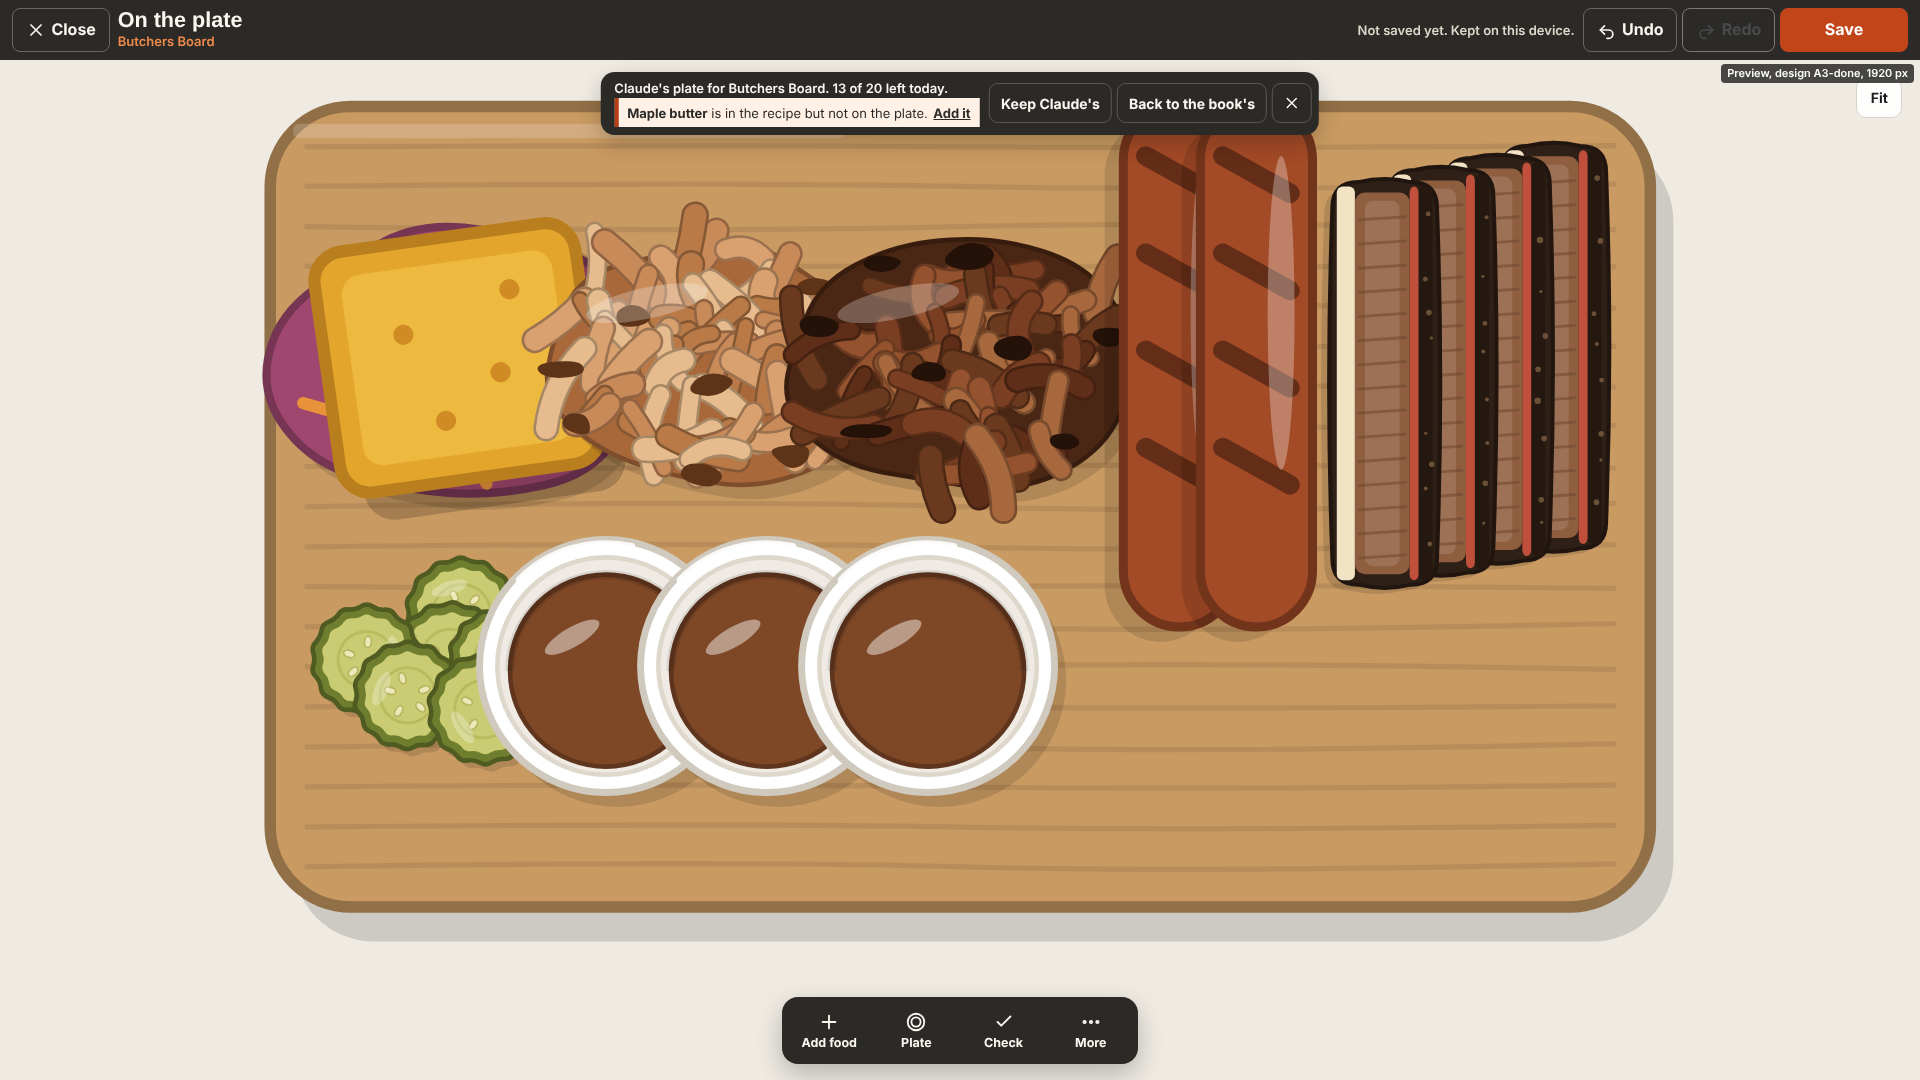 Close
On the plate
Butchers Board
Not saved yet. Kept on this device.
Undo
Redo
Save
Preview, design A3-done, 1920 px
Fit
Claude's plate for Butchers Board. 13 of 20 left today.
Maple butter is in the recipe but not on the plate. Add it
Keep Claude's
Back to the book's
Add food
Plate
Check
More